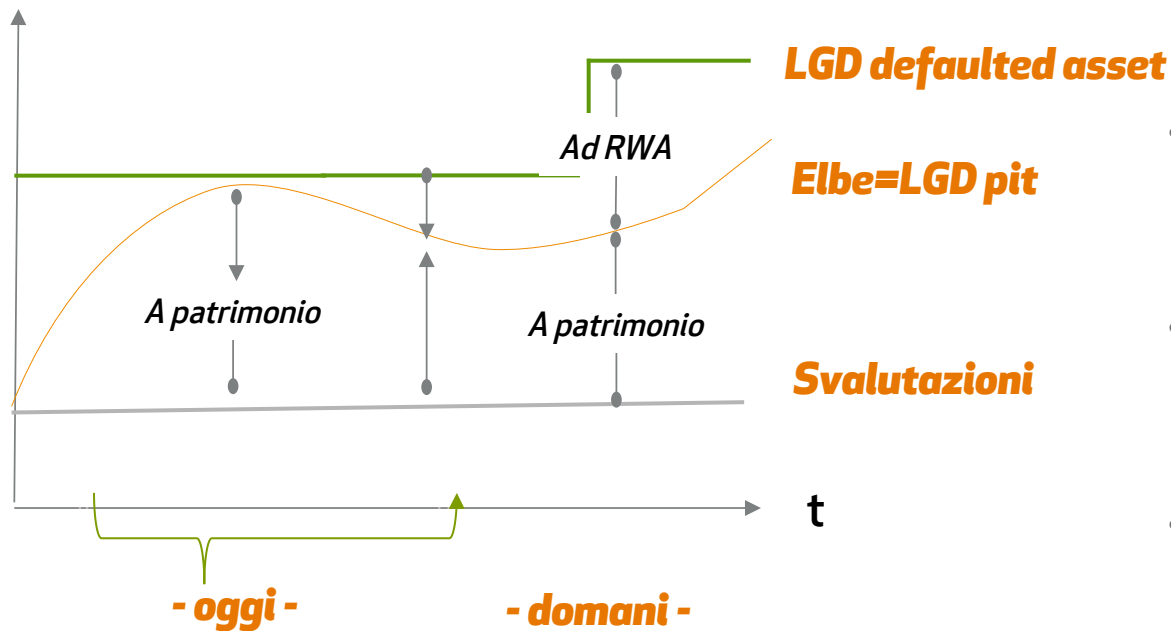 LGD defaulted asset
Ad RWA
Elbe=LGD pit
A patrimonio
A patrimonio
Svalutazioni
t
- oggi -
- domani -